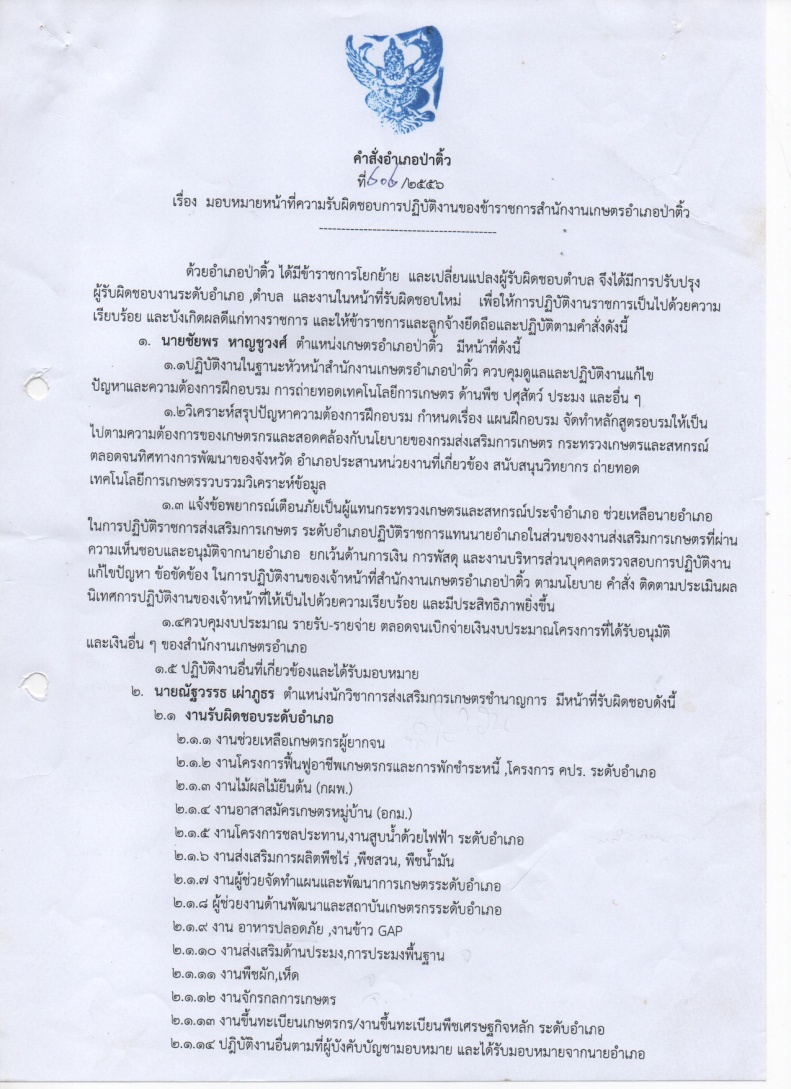 คำสั่งอำเภอป่าติ้ว
ที่ /๒๕๕๖
เรื่อง มอบหมายหน้าที่ความรับผิดชอบการปฏิบัติงานของข้าราชการสำนักงานเกษตรอำเภอป่าติ้ว
----------------------------------------
ด้วยอำเภอป่าติ้ว ได้มีข้าราชการโยกย้าย และเปลี่ยนแปลงผู้รับผิดชอบตำบล จึงได้มีการปรับปรุง
ผู้รับผิดชอบงานระดับอำเภอ ,ตำบล และงานในหน้าที่รับผิดชอบใหม่ เพื่อให้การปฏิบัติงานราชการเป็นไปด้วยความ
เรียบร้อย และบังเกิดผลดีแก่ทางราชการ และให้ข้าราชการและลูกจ้างยึดถือและปฏิบัติตามคำสั่งดังนี้
๑. นายชัยพร หาญชูวงศ์ ตำแหน่งเกษตรอำเภอป่าติ้ว มีหน้าที่ดังนี้
๑.๑ปฏิบัติงานในฐานะหัวหน้าสำนักงานเกษตรอำเภอป่าติ้ว ควบคุมดูแลและปฏิบัติงานแก้ไข
ปัญหาและความต้องการฝึกอบรม การถ่ายทอดเทคโนโลยีการเกษตร ด้านพืช ปศุสัตว์ ประมง และอื่น ๆ
๑.๒วิเคราะห์สรุปปัญหาความต้องการฝึกอบรม กำหนดเรื่อง แผนฝึกอบรม จัดทำหลักสูตรอบรมให้เป็น
ไปตามความต้องการของเกษตรกรและสอดคล้องกับนโยบายของกรมส่งเสริมการเกษตร กระทรวงเกษตรและสหกรณ์
ตลอดจนทิศทางการพัฒนาของจังหวัด อำเภอประสานหน่วยงานที่เกี่ยวข้อง สนับสนุนวิทยากร ถ่ายทอด
เทคโนโลยีการเกษตรรวบรวมวิเคราะห์ข้อมูล
๑.๓ แจ้งข้อพยากรณ์เตือนภัยเป็นผู้แทนกระทรวงเกษตรและสหกรณ์ประจำอำเภอ ช่วยเหลือนายอำเภอ
ในการปฏิบัติราชการส่งเสริมการเกษตร ระดับอำเภอปฏิบัติราชการแทนนายอำเภอในส่วนของงานส่งเสริมการเกษตรที่ผ่าน
ความเห็นชอบและอนุมัติจากนายอำเภอ ยกเว้นด้านการเงิน การพัสดุ และงานบริหารส่วนบุคคลตรวจสอบการปฏิบัติงาน
แก้ไขปัญหา ข้อขัดข้อง ในการปฏิบัติงานของเจ้าหน้าที่สำนักงานเกษตรอำเภอป่าติ้ว ตามนโยบาย คำสั่ง ติดตามประเมินผล
นิเทศการปฏิบัติงานของเจ้าหน้าที่ให้เป็นไปด้วยความเรียบร้อย และมีประสิทธิภาพยิ่งขึ้น
๑.๔ควบคุมงบประมาณ รายรับ-รายจ่าย ตลอดจนเบิกจ่ายเงินงบประมาณโครงการที่ได้รับอนุมัติ
และเงินอื่น ๆ ของสำนักงานเกษตรอำเภอ
๑.๕ ปฏิบัติงานอื่นที่เกี่ยวข้องและได้รับมอบหมาย
๒. นายณัฐวรรธ เผ่าภูธร ตำแหน่งนักวิชาการส่งเสริมการเกษตรชำนาญการ มีหน้าที่รับผิดชอบดังนี้
๒.๑ งานรับผิดชอบระดับอำเภอ
๒.๑.๑ งานช่วยเหลือเกษตรกรผู้ยากจน
๒.๑.๒ งานโครงการฟื้นฟูอาชีพเกษตรกรและการพักชำระหนี้ ,โครงการ คปร. ระดับอำเภอ
๒.๑.๓ งานไม้ผลไม้ยืนต้น (กผพ.)
๒.๑.๔ งานอาสาสมัครเกษตรหมู่บ้าน (อกม.)
๒.๑.๕ งานโครงการชลประทาน,งานสูบน้ำด้วยไฟฟ้า ระดับอำเภอ
๒.๑.๖ งานส่งเสริมการผลิตพืชไร่ ,พืชสวน, พืชน้ำมัน
๒.๑.๗ งานผู้ช่วยจัดทำแผนและพัฒนาการเกษตรระดับอำเภอ
๒.๑.๘ ผู้ช่วยงานด้านพัฒนาและสถาบันเกษตรกรระดับอำเภอ
๒.๑.๙ งาน อาหารปลอดภัย ,งานข้าว GAP
๒.๑.๑๐ งานส่งเสริมด้านประมง,การประมงพื้นฐาน
๒.๑.๑๑ งานพืชผัก,เห็ด
๒.๑.๑๒ งานจักรกลการเกษตร
๒.๑.๑๓ งานขึ้นทะเบียนเกษตรกร/งานขึ้นทะเบียนพืชเศรษฐกิจหลัก ระดับอำเภอ
๒.๑.๑๔ ปฎิบัติงานอื่นตามที่ผู้บังคับบัญชามอบหมาย และได้รับมอบหมายจากนายอำเภอ